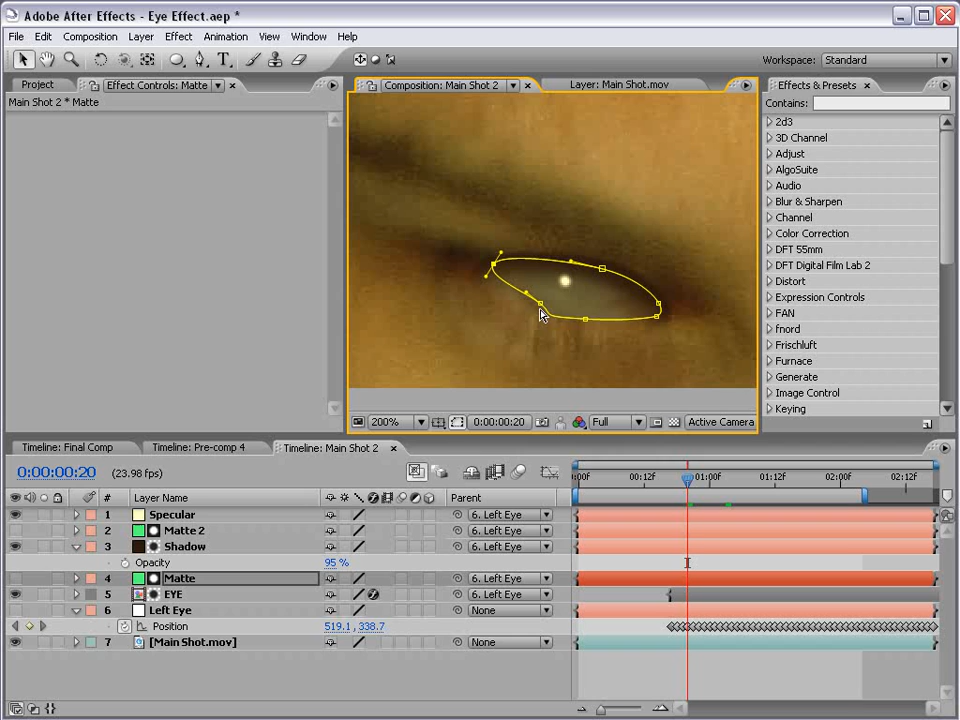 Adobe After Effects - Eye Effect.aep *
File Edit Composition Layer Effect Animation View Window Help
Workspace: Standard
Project Effect Controls: Matte Composition: Main Shot 2 Layer: Main Shot.mov Effects & Presets
Main Shot 2 * Matte
Contains:
2d3
3D Channel
Adjust
AlgoSuite
Audio
Blur & Sharpen
Channel
Color Correction
DFT 55mm
DFT Digital Film Lab 2
Distort
Expression Controls
FAN
fnord
Frischluft
Furnace
Generate
Image Control
Keying
200% 0:00:00:20 Full Active Camera
Timeline: Final Comp Timeline: Pre-comp 4 Timeline: Main Shot 2
0:00:00:20 (23.98 fps)
:00f 00:12f 01:00f 01:12f 02:00f 02:12f
# Layer Name Parent
1 Specular 6. Left Eye
2 Matte 2 6. Left Eye
3 Shadow 6. Left Eye
Opacity 95 %
4 Matte 6. Left Eye
5 EYE 6. Left Eye
6 Left Eye None
Position 519.1, 338.7
7 [Main Shot.mov] None